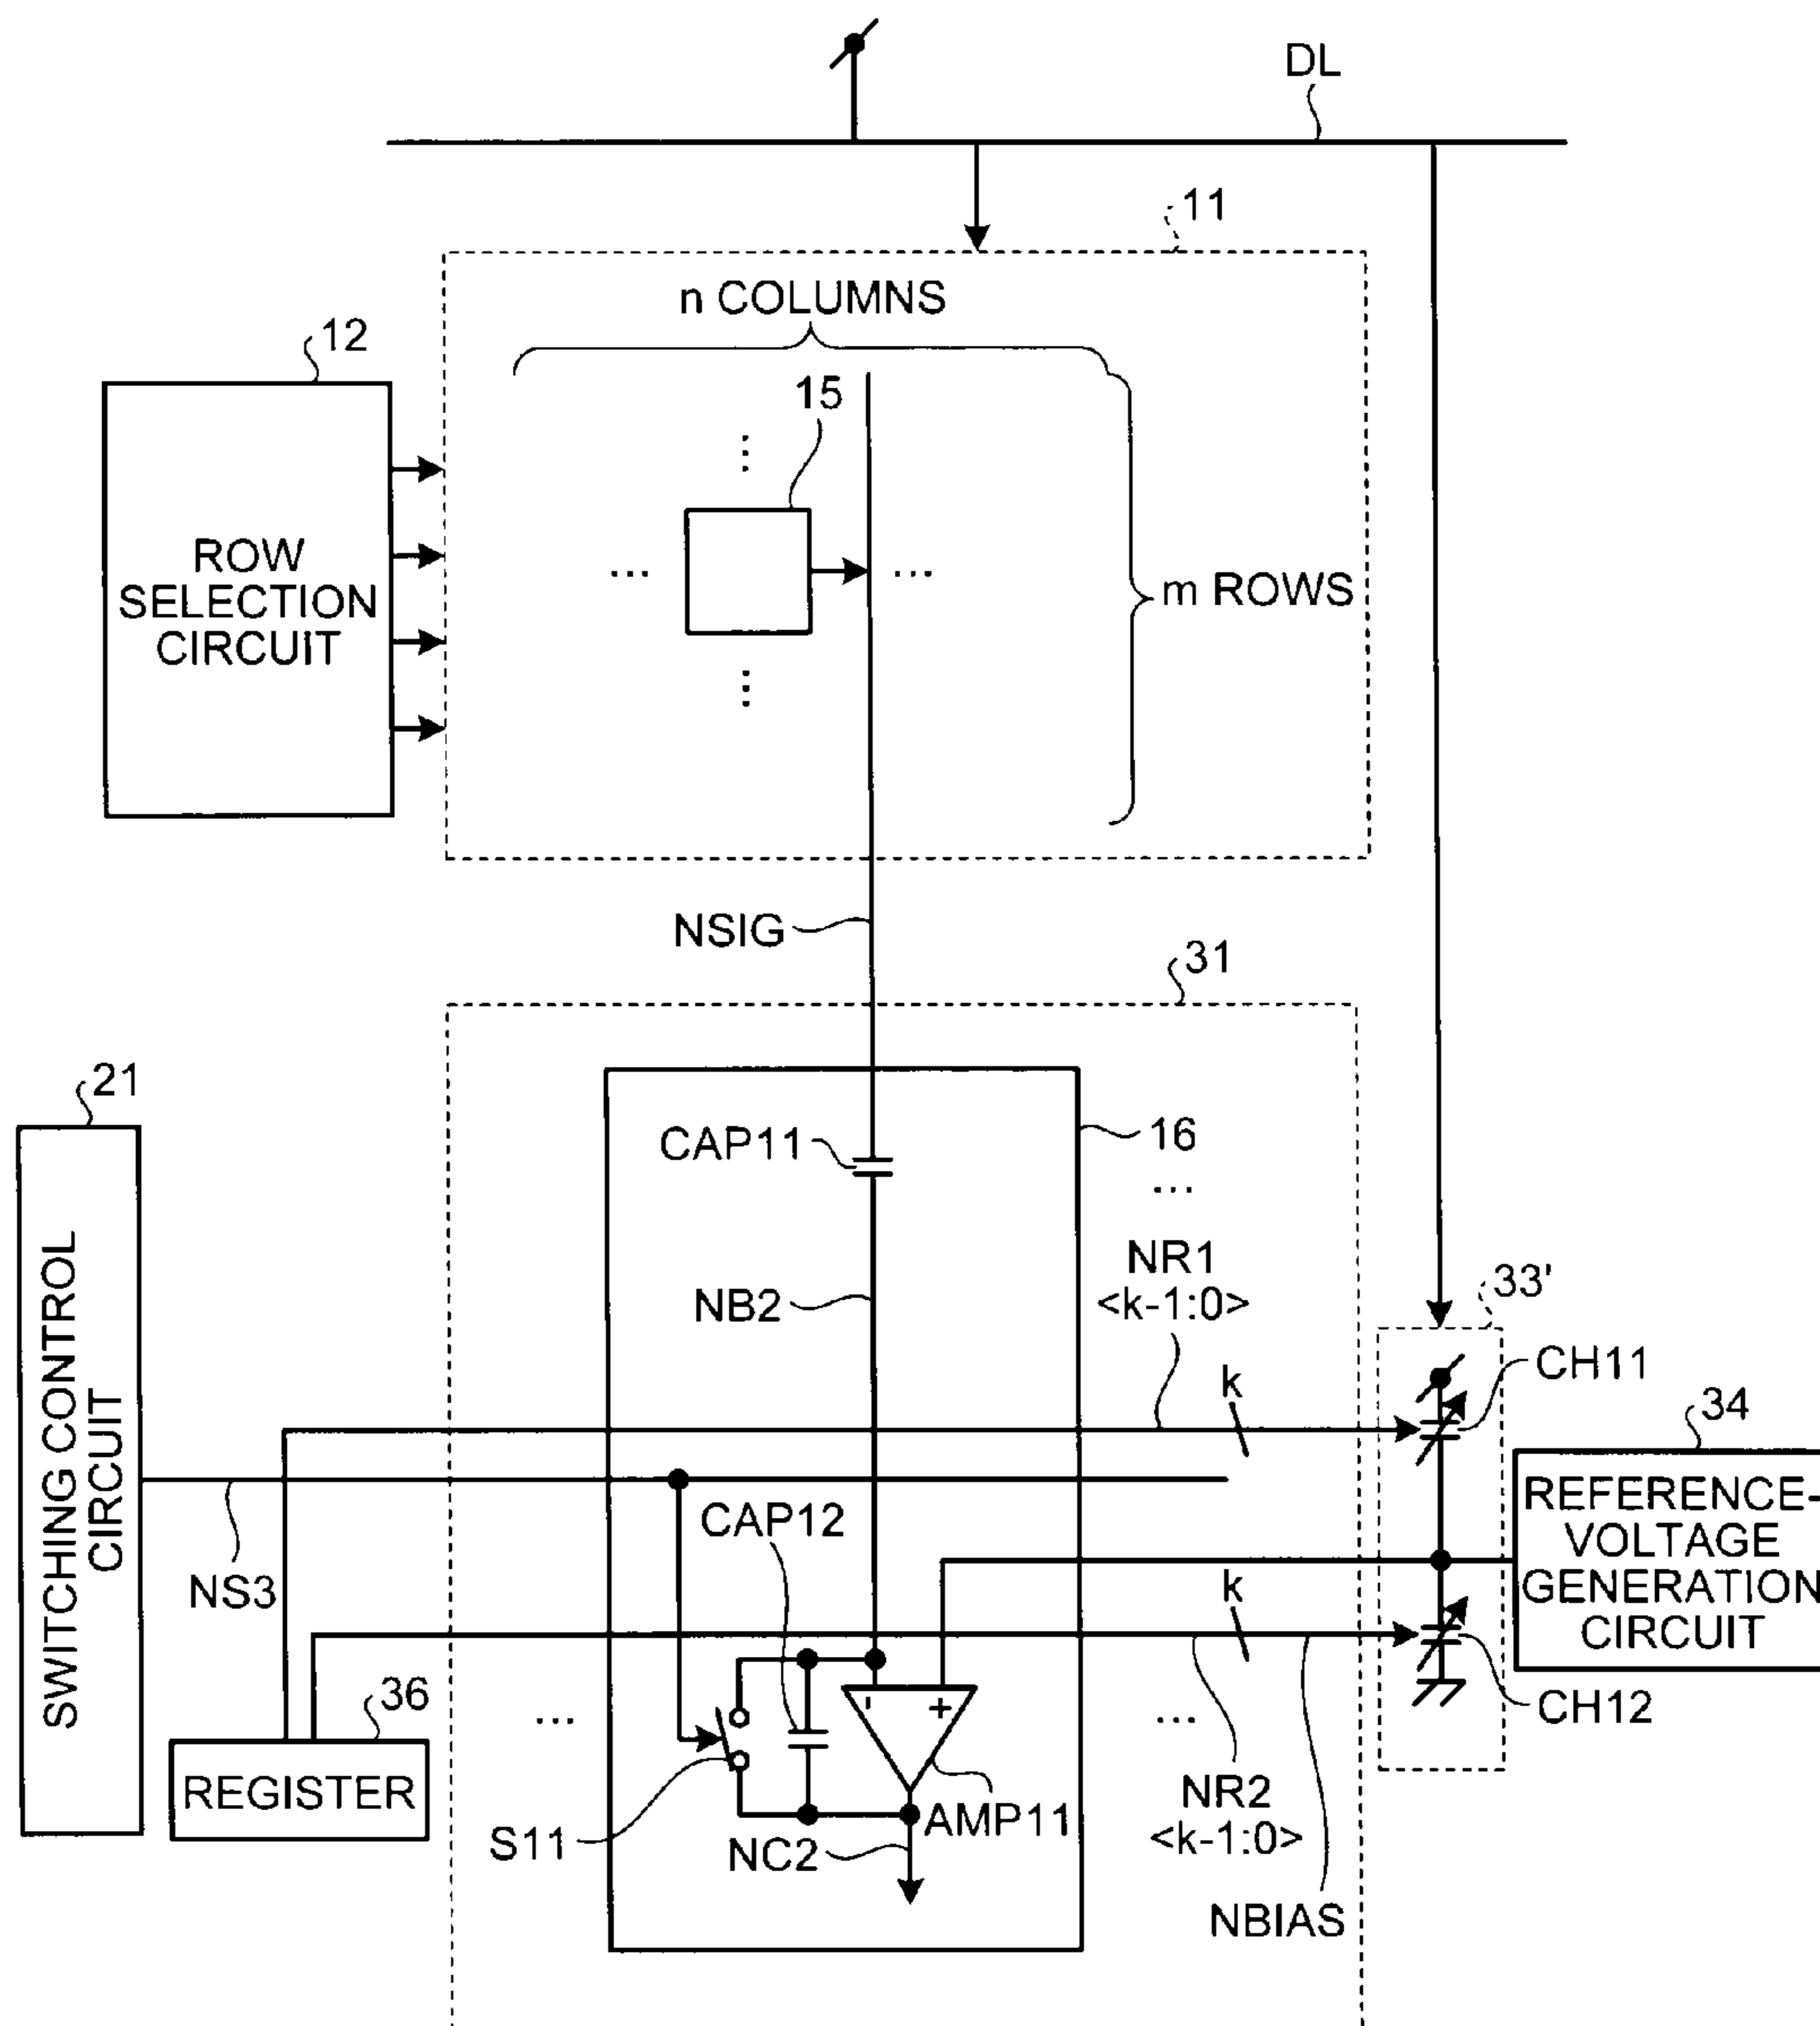 DL
11
n COLUMNS
12
15
ROW
SELECTION
CIRCUIT
m ROWS
NSIG
31
21
CAP11
16
NR1
<k-1:0>
33'
NB2
CH11
k
34
SWITCHING CONTROL
CIRCUIT
REFERENCE-
VOLTAGE
GENERATION
CIRCUIT
CAP12
NS3
k
36
- +
CH12
REGISTER
NR2
<k-1:0>
AMP11
S11
NC2
NBIAS